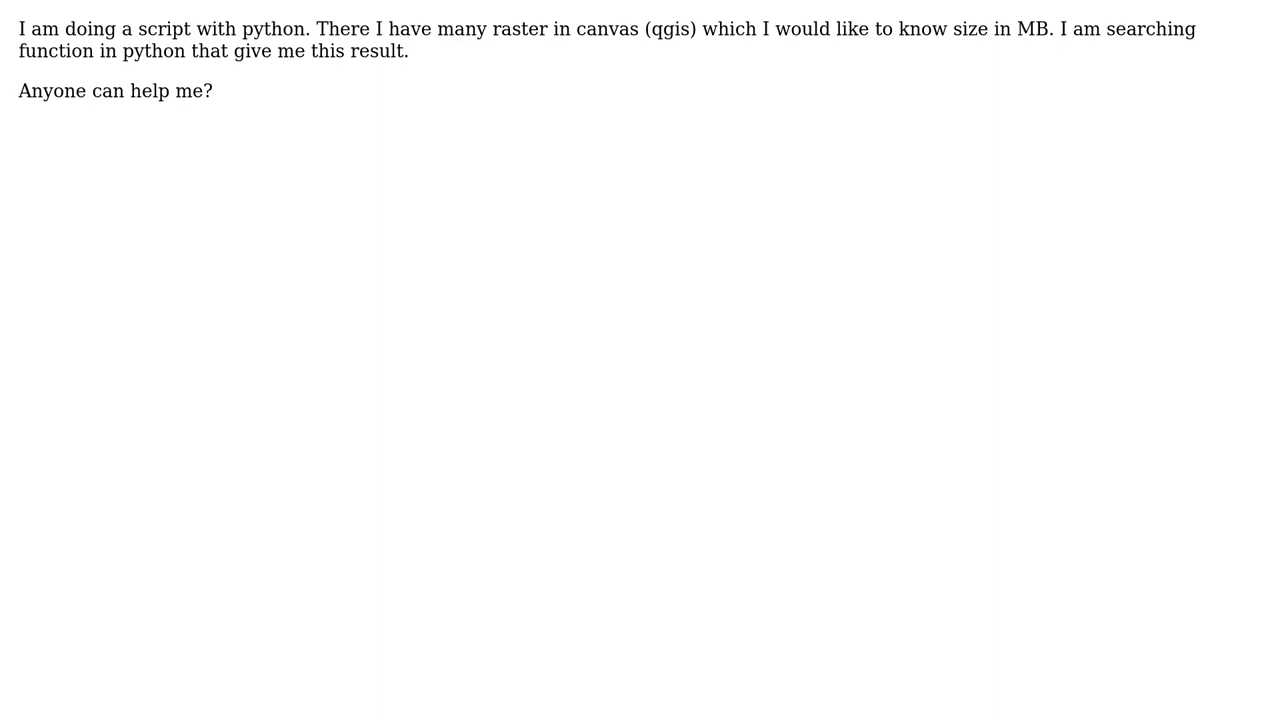 I am doing a script with python. There I have many raster in canvas (qgis) which I would like to know size in MB. I am searching
function in python that give me this result.
Anyone can help me?